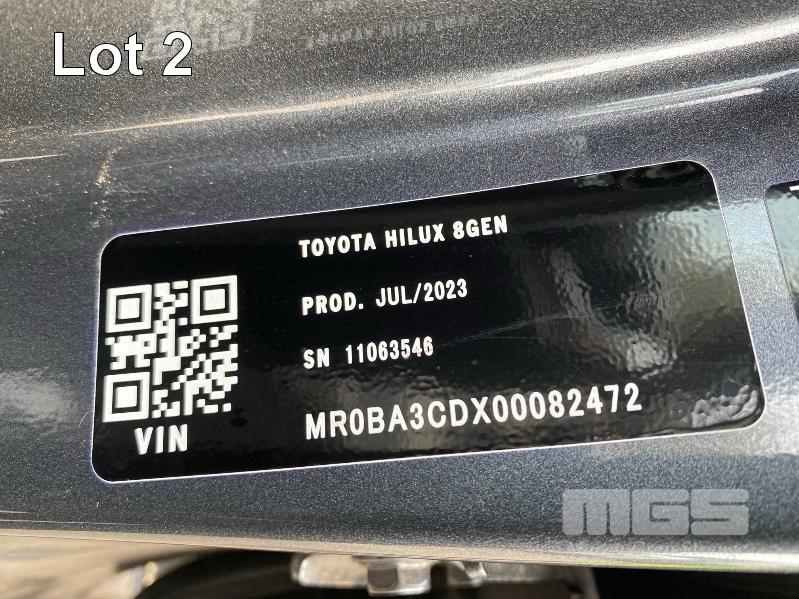 Lot 2
TOYOTA HILUX 8GEN
PROD. JUL/2023
SN 11063546
VIN
MR0BA3CDX00082472
MGS